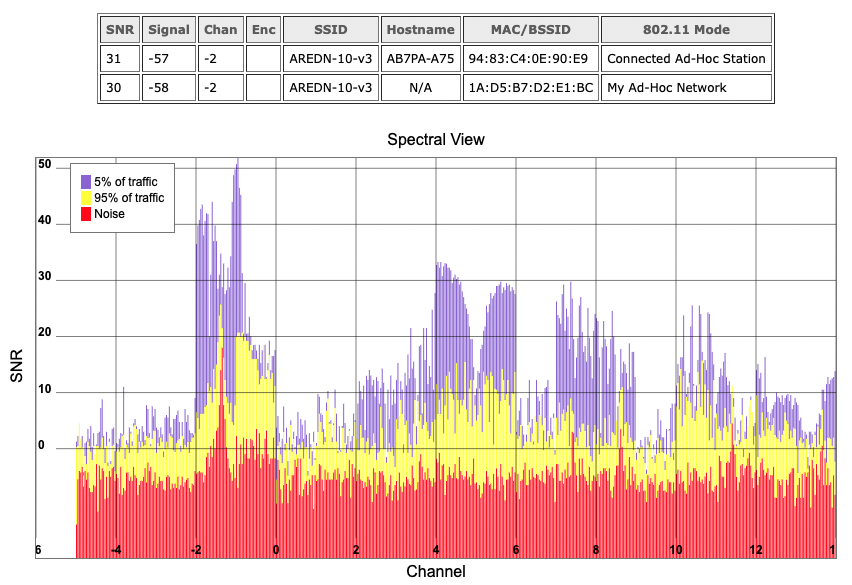 SNR Signal Chan Enc SSID Hostname MAC/BSSID 802.11 Mode
31 -57 -2 AREDN-10-v3 AB7PA-A75 94:83:C4:0E:90:E9 Connected Ad-Hoc Station
30 -58 -2 AREDN-10-v3 N/A 1A:D5:B7:D2:E1:BC My Ad-Hoc Network
Spectral View
50
5% of traffic
95% of traffic
Noise
40
30
20
10
0
SNR
6 -4 -2 0 2 4 6 8 10 12 1
Channel